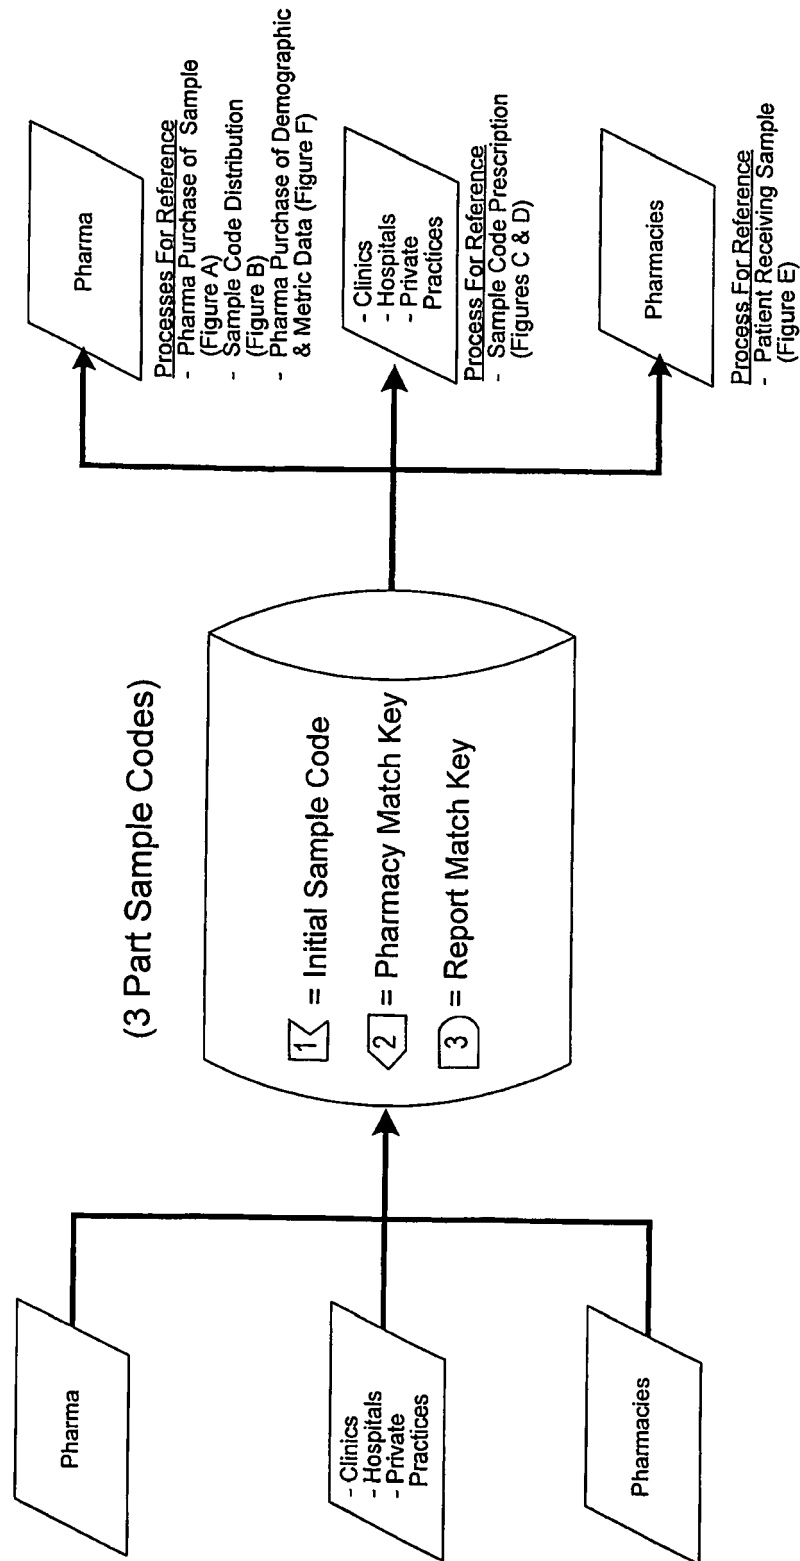 (3 Part Sample Codes)
Pharma
- Clinics
- Hospitals
- Private
Practices
Pharmacies
1 = Initial Sample Code
2 = Pharmacy Match Key
3 = Report Match Key
Pharma
Processes For Reference
- Pharma Purchase of Sample
(Figure A)
- Sample Code Distribution
(Figure B)
- Pharma Purchase of Demographic
& Metric Data (Figure F)
- Clinics
- Hospitals
- Private
Practices
Process For Reference
- Sample Code Prescription
(Figures C & D)
Pharmacies
Process For Reference
- Patient Receiving Sample
(Figure E)